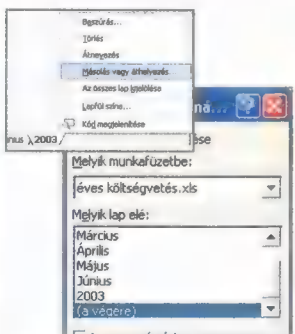 Beszúrás...
Törlés
Átnevezés
Másolás vagy áthelyezés
Az összes lap kijelölése
Lapfül színe...
Kód megjelenítése
2003
Melyik munkafüzetbe:
éves költségvetés.xls
Melyik lap elé:
Március
Április
Május
Június
2003
(a végére)